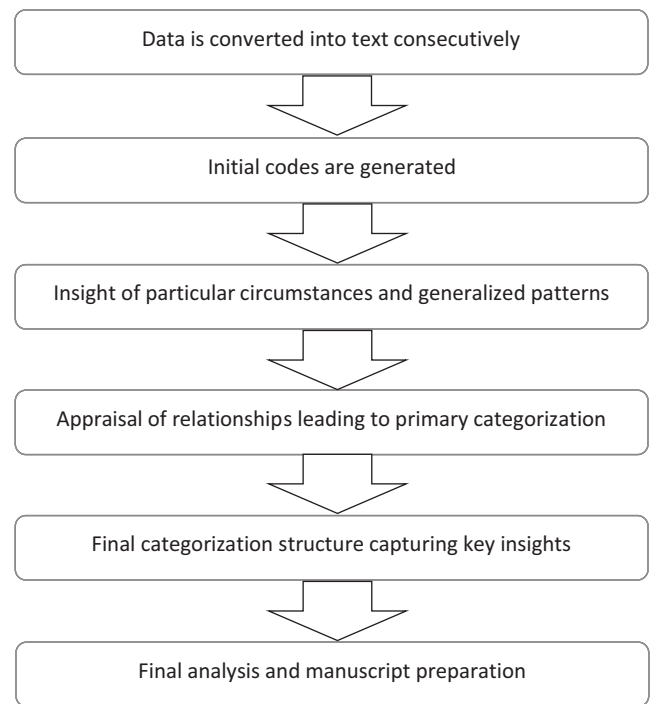 Data is converted into text consecutively
Initial codes are generated
Insight of particular circumstances and generalized patterns
Appraisal of relationships leading to primary categorization
Final categorization structure capturing key insights
Final analysis and manuscript preparation